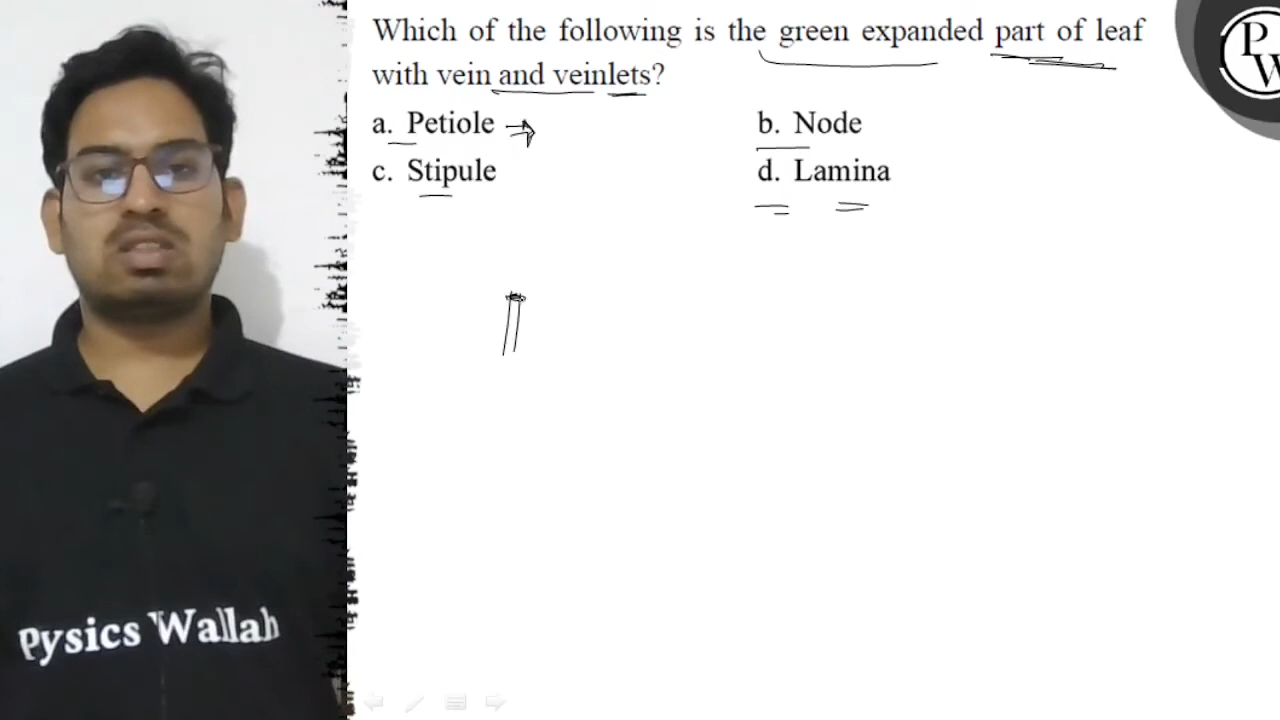 Which of the following is the green expanded part of leaf
with vein and veinlets?
a. Petiole
b. Node
c. Stipule
d. Lamina
P
W
Pysics Wallah